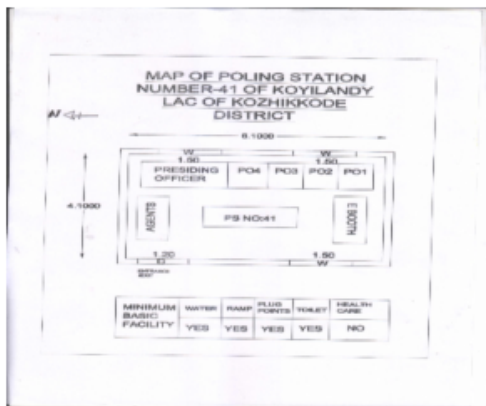 MAP OF POLING STATION
NUMBER-41 OF KOYILANDY
LAC OF KOZHIKKODE
DISTRICT
N
6.1000
W W
1.50 1.50
PRESIDING OFFICER PO4 PO3 PO2 PO1
4.1000
AGENTS PS NO:41 E BOOTH
1.20 1.50
D W
MINIMUM BASIC FACILITY WATER RAMP PLUG POINTS TOILET HEALTH CARE
YES YES YES YES NO